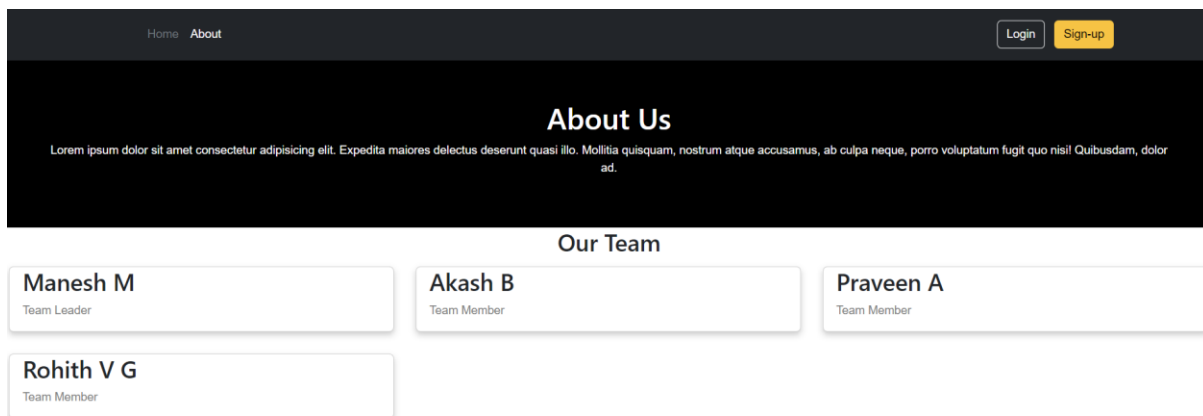 Home About Login Sign-up
About Us
Lorem ipsum dolor sit amet consectetur adipisicing elit. Expedita maiores delectus deserunt quasi illo. Mollitia quisquam, nostrum atque accusamus, ab culpa neque, porro voluptatum fugit quo nisi! Quibusdam, dolor
ad.
Our Team
Manesh M
Team Leader
Akash B
Team Member
Praveen A
Team Member
Rohith V G
Team Member